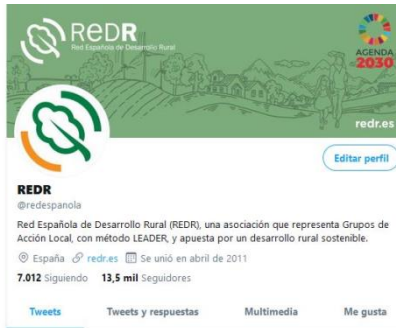 REDR
Red Española de Desarrollo Rural
AGENDA
2030
redr.es
Editar perfil
REDR
@redespanola
Red Española de Desarrollo Rural (REDR), una asociación que representa Grupos de
Acción Local, con método LEADER, y apuesta por un desarrollo rural sostenible.
España redr.es Se unió en abril de 2011
7.012 Siguiendo 13,5 mil Seguidores
Tweets Tweets y respuestas Multimedia Me gusta